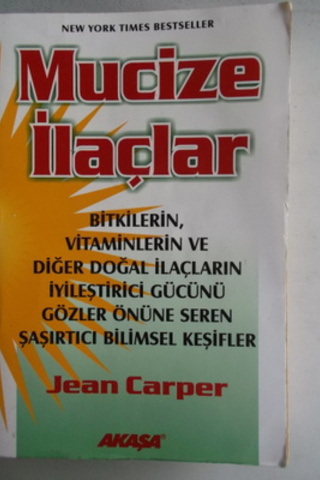 NEW YORK TIMES BESTSELLER
Mucize
İlaçlar
BİTKİLERİN,
VİTAMİNLERİN VE
DİĞER DOĞAL İLAÇLARIN
İYİLEŞTİRİCİ GÜCÜNÜ
GÖZLER ÖNÜNE SEREN
ŞAŞIRTICI BİLİMSEL KEŞİFLER
Jean Carper
AKAŞA